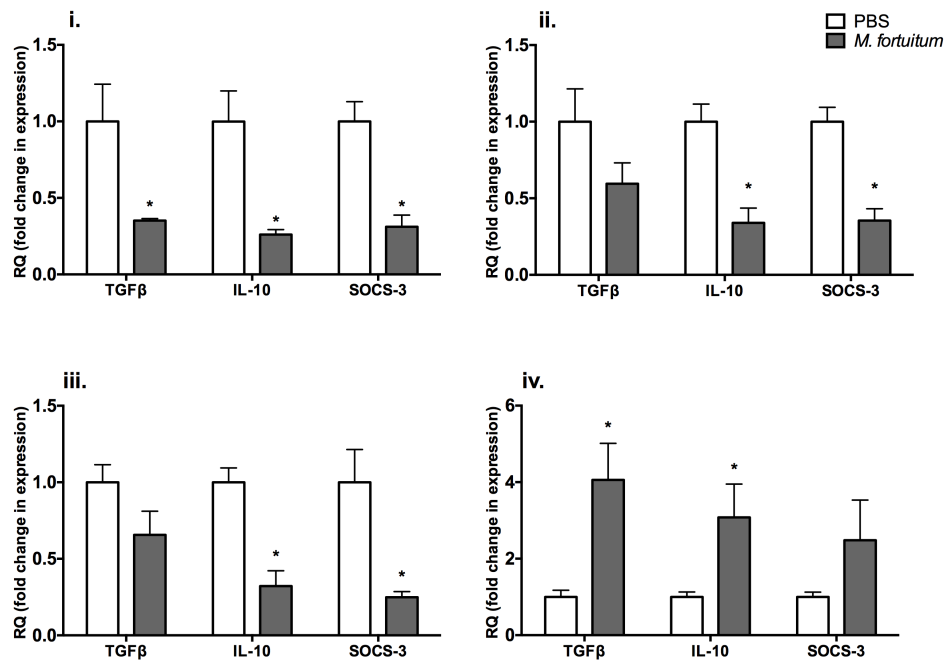 i.
RQ (fold change in expression)
1.5
1.0
0.5
0.0
*
*
*
TGFβ IL-10 SOCS-3
ii.
PBS
M. fortuitum
RQ (fold change in expression)
1.5
1.0
0.5
0.0
*
*
TGFβ IL-10 SOCS-3
iii.
RQ (fold change in expression)
1.5
1.0
0.5
0.0
*
*
TGFβ IL-10 SOCS-3
iv.
RQ (fold change in expression)
6
4
2
0
*
*
TGFβ IL-10 SOCS-3